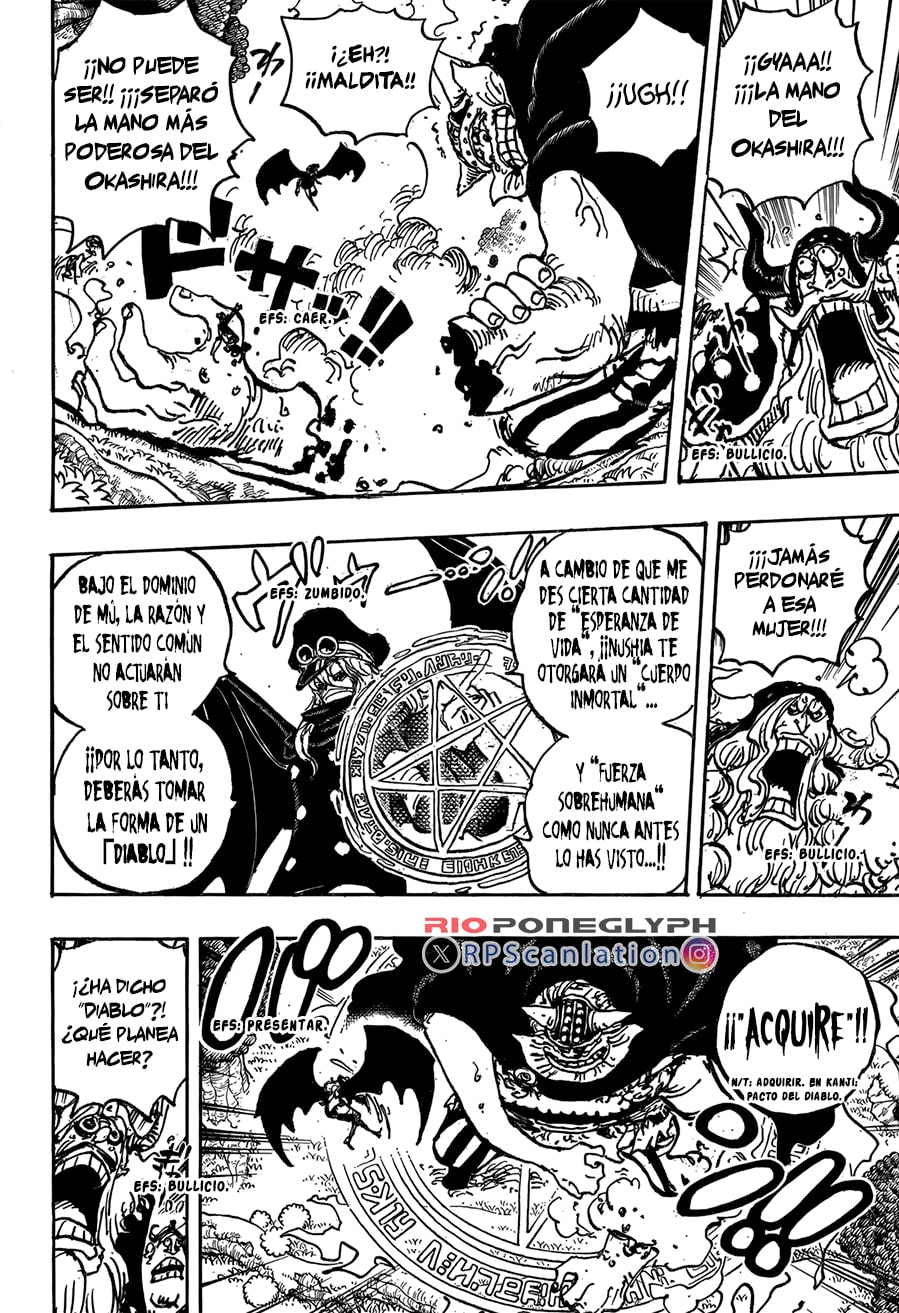 ¡¡GYAAA!!
¡¡¡LA MANO
DEL
OKASHIRA!!!
EFS: BULLICIO.
¡¡UGH!!
¡¿EH?!
¡¡MALDITA!!
¡¡NO PUEDE
SER!! ¡¡¡SEPARÓ
LA MANO MÁS
PODEROSA DEL
OKASHIRA!!!
ドサッ!!
EFS: CAER.
¡¡¡JAMÁS
PERDONARÉ
A ESA
MUJER!!!
EFS: BULLICIO.
A CAMBIO DE QUE ME
DES CIERTA CANTIDAD
DE "ESPERANZA DE
VIDA", ¡¡NUSHIA TE
OTORGARÁ UN "CUERDO
INMORTAL"...
Y "FUERZA
SOBREHUMANA"
COMO NUNCA ANTES
LO HAS VISTO...!!
EFS: ZUMBIDO.
BAJO EL DOMINIO
DE MÚ, LA RAZÓN Y
EL SENTIDO COMÚN
NO ACTUARÁN
SOBRE TI
¡¡POR LO TANTO,
DEBERÁS TOMAR
LA FORMA DE UN
「DIABLO」!!
RIO PONEGLYPH
RPScanlation
¡¡"ACQUIRE"!!
N/T: ADQUIRIR. EN KANJI:
PACTO DEL DIABLO.
EFS: PRESENTAR.
¡¿HA DICHO
"DIABLO"?!
¿QUÉ PLANEA
HACER?
EFS: BULLICIO.